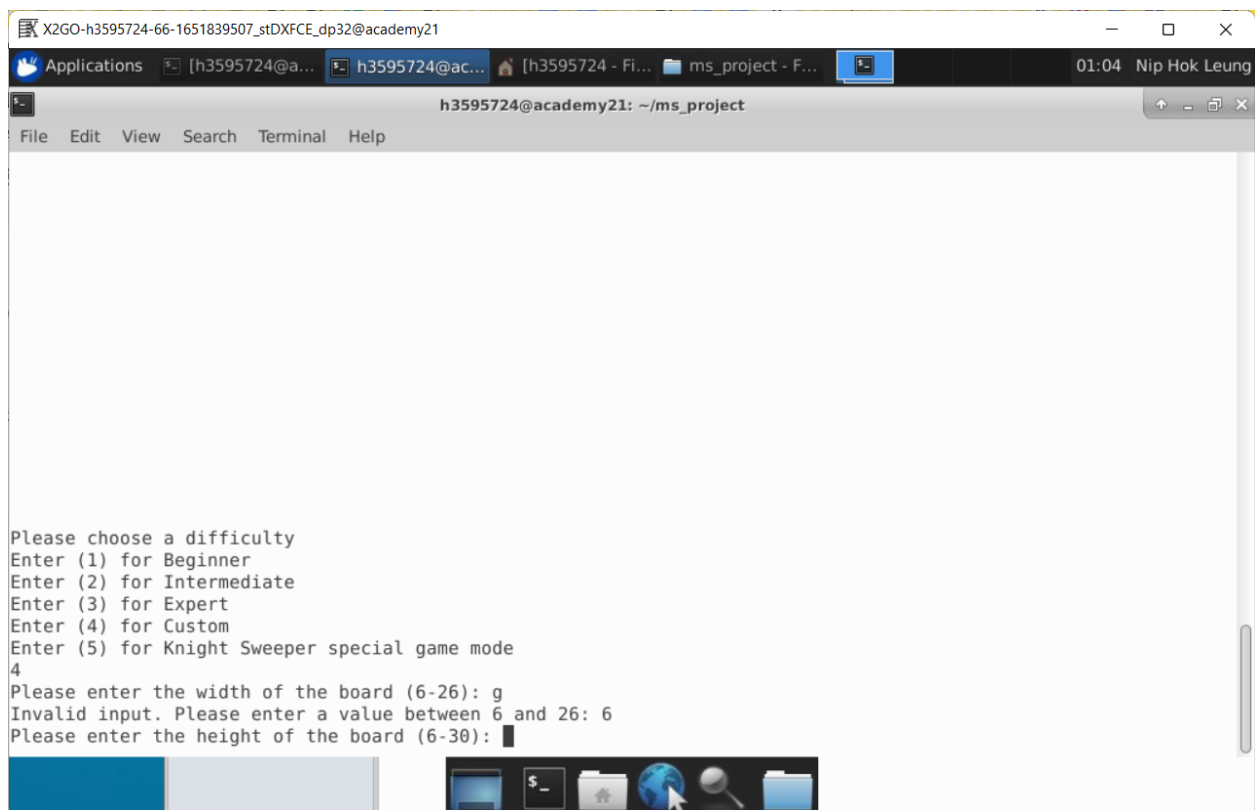 X2GO-h3595724-66-1651839507_stDXFCE_dp32@academy21
Applications [h3595724@a... h3595724@ac... [h3595724 - Fi... ms_project - F... 01:04 Nip Hok Leung
h3595724@academy21: ~/ms_project
File Edit View Search Terminal Help
Please choose a difficulty
Enter (1) for Beginner
Enter (2) for Intermediate
Enter (3) for Expert
Enter (4) for Custom
Enter (5) for Knight Sweeper special game mode
4
Please enter the width of the board (6-26): g
Invalid input. Please enter a value between 6 and 26: 6
Please enter the height of the board (6-30):